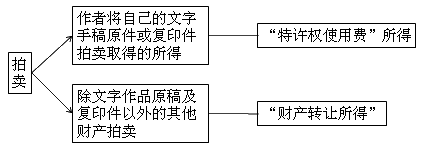 拍
卖
作者将自己的文字
手稿原件或复印件
拍卖取得的所得
“特许权使用费”所得
除文字作品原稿及
复印件以外的其他
财产拍卖
“财产转让所得”